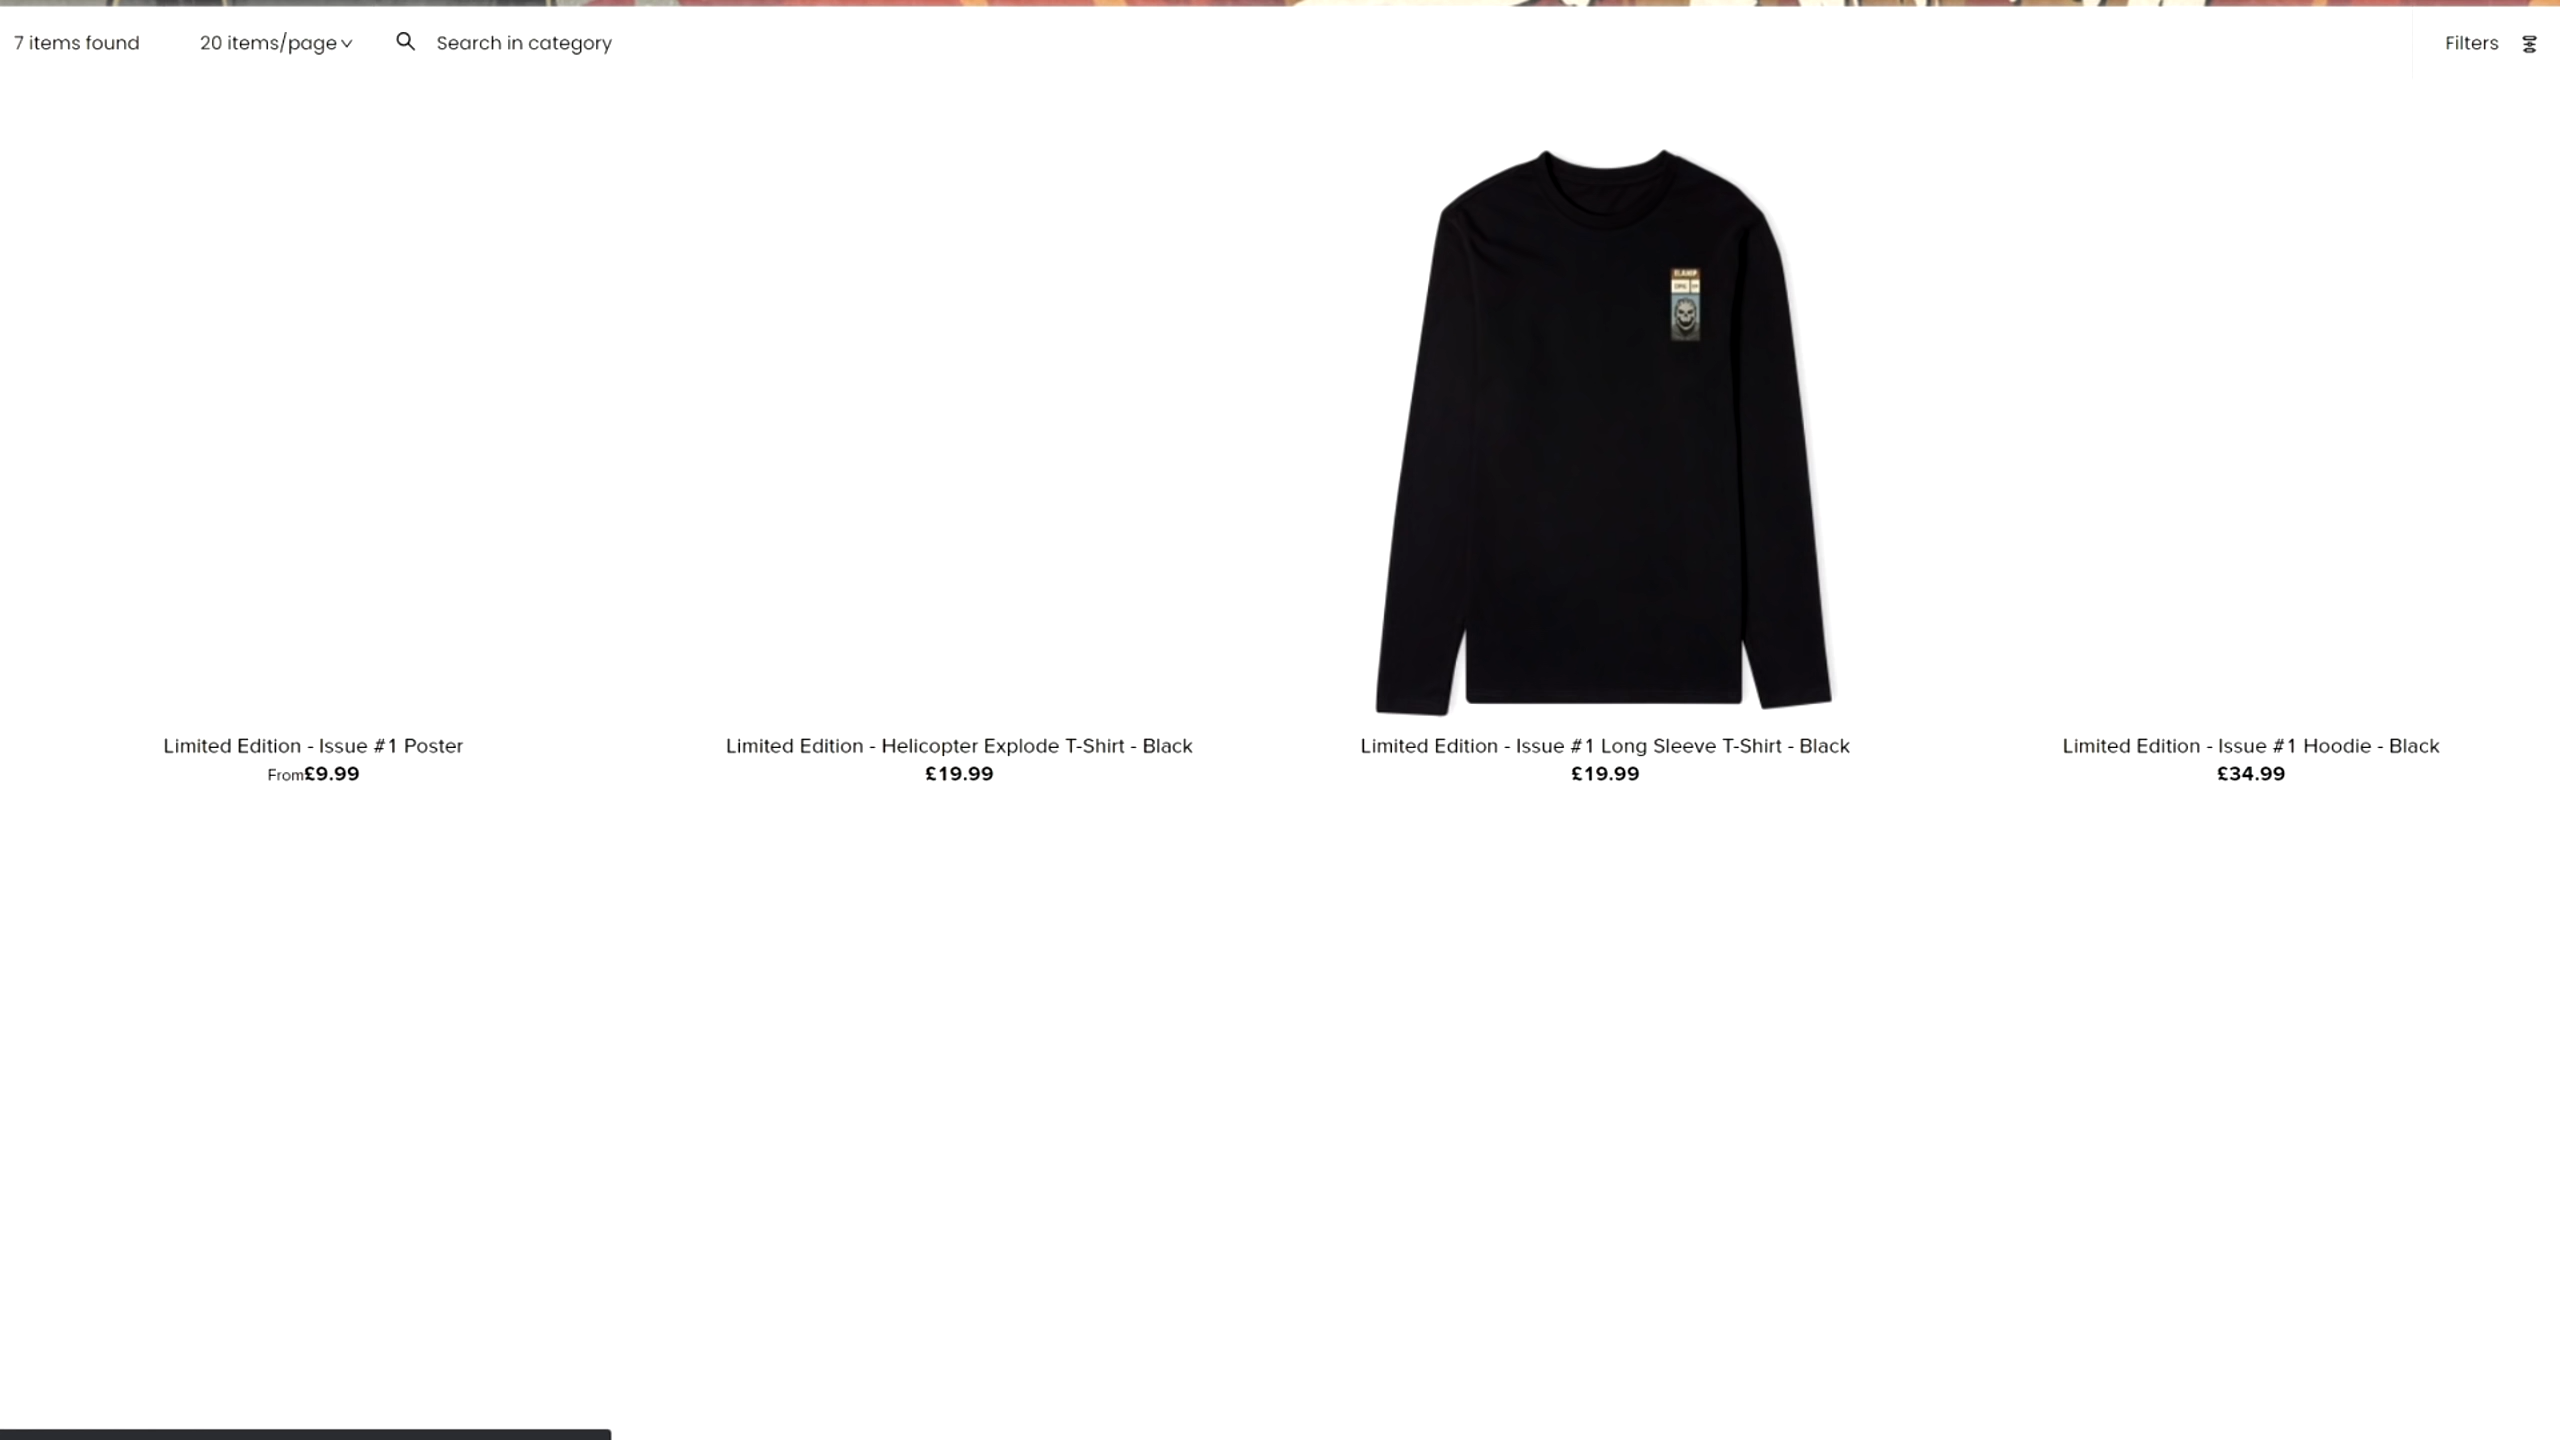 7 items found
20 items/page
Search in category
Filters
Limited Edition - Issue #1 Poster
From£9.99
Limited Edition - Helicopter Explode T-Shirt - Black
£19.99
Limited Edition - Issue #1 Long Sleeve T-Shirt - Black
£19.99
Limited Edition - Issue #1 Hoodie - Black
£34.99